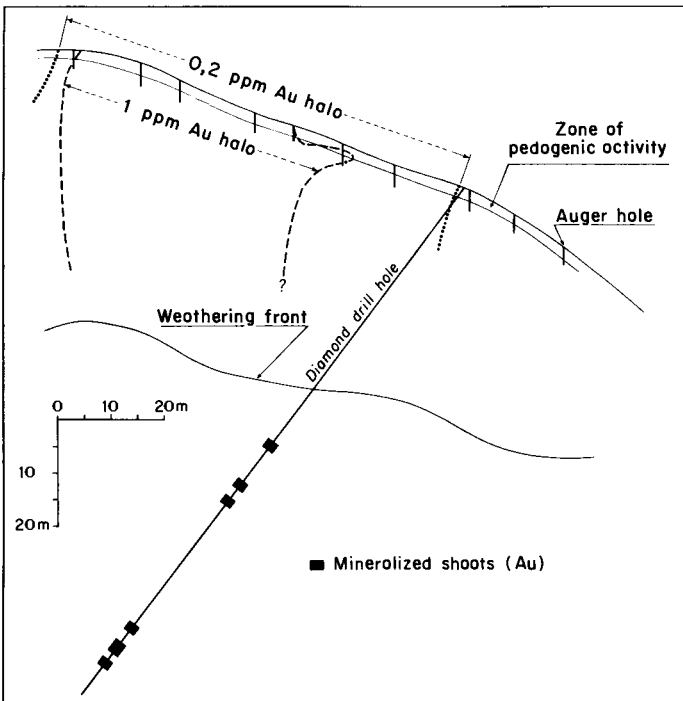 0,2 ppm Au halo
1 ppm Au halo
Zone of
pedogenic octivity
Auger hole
?
Diamond drill hole
Weothering front
0 10 20m
10
20m
Minerolized shoots (Au)